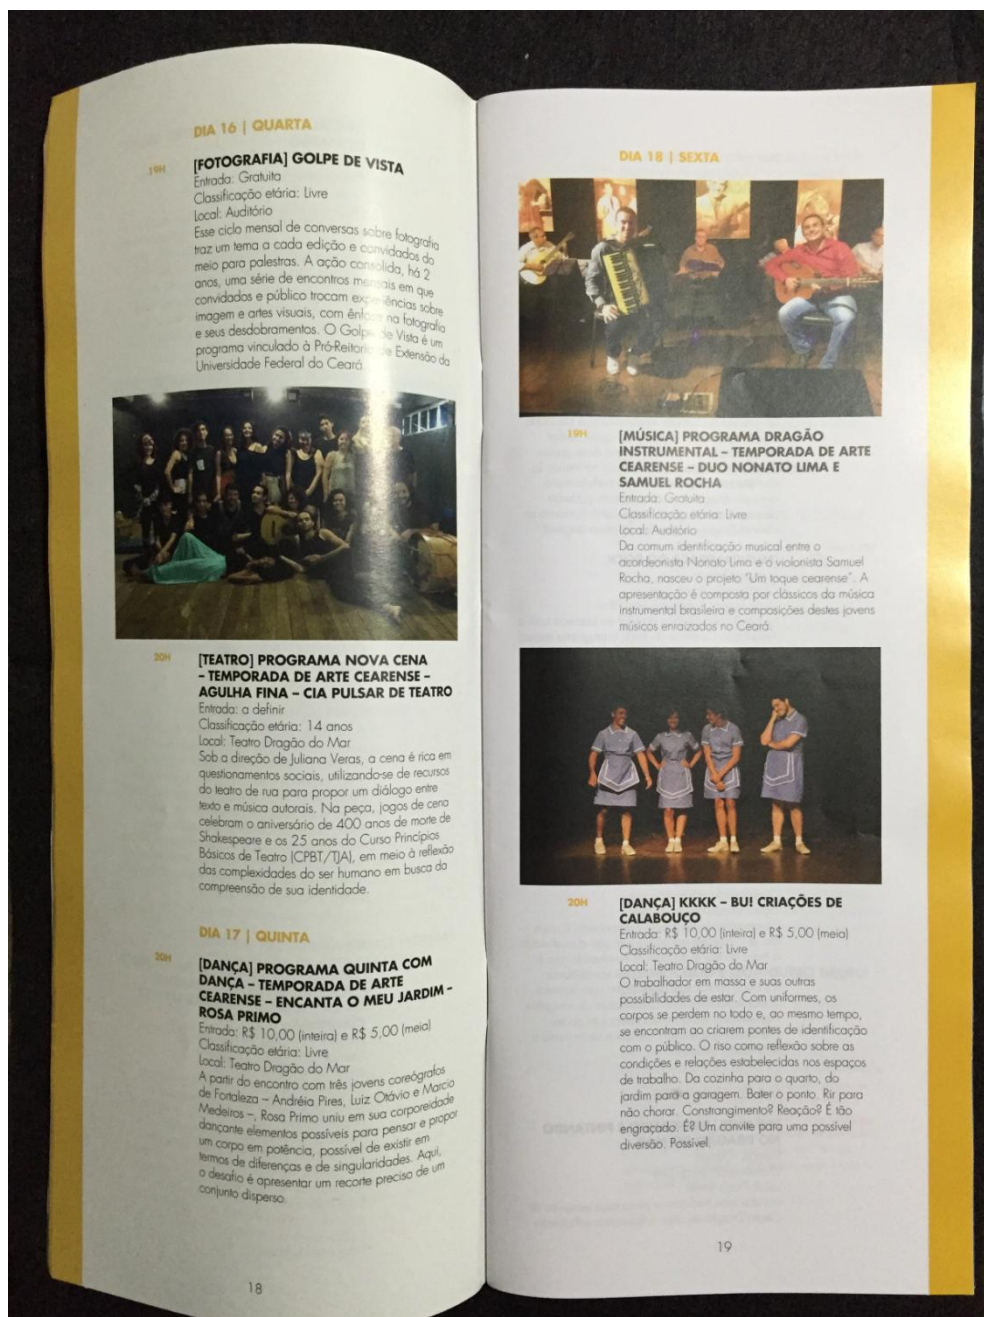 DIA 16 | QUARTA
19H
[FOTOGRAFIA] GOLPE DE VISTA
Entrada: Gratuita
Classificação etária: Livre
Local: Auditório
Esse ciclo mensal de conversas sobre fotografia
traz um tema a cada edição e convidados do
meio para palestras. A ação consolida, há 2
anos, uma série de encontros mensais em que
convidados e público trocam experiências sobre
imagem e artes visuais, com ênfase na fotografia
e seus desdobramentos. O Golpe de Vista é um
programa vinculado à Pró-Reitoria de Extensão da
Universidade Federal do Ceará.
20H
[TEATRO] PROGRAMA NOVA CENA
– TEMPORADA DE ARTE CEARENSE –
AGULHA FINA – CIA PULSAR DE TEATRO
Entrada: a definir
Classificação etária: 14 anos
Local: Teatro Dragão do Mar
Sob a direção de Juliana Veras, a cena é rica em
questionamentos sociais, utilizando-se de recursos
do teatro de rua para propor um diálogo entre
texto e música autorais. Na peça, jogos de cena
celebram o aniversário de 400 anos de morte de
Shakespeare e os 25 anos do Curso Princípios
Básicos de Teatro (CPBT/TJA), em meio à reflexão
das complexidades do ser humano em busca da
compreensão de sua identidade.
DIA 17 | QUINTA
20H
[DANÇA] PROGRAMA QUINTA COM
DANÇA – TEMPORADA DE ARTE
CEARENSE – ENCANTA O MEU JARDIM –
ROSA PRIMO
Entrada: R$ 10,00 (inteira) e R$ 5,00 (meia)
Classificação etária: Livre
Local: Teatro Dragão do Mar
A partir do encontro com três jovens coreógrafos
de Fortaleza – Andréia Pires, Luiz Otávio e Marcio
Medeiros –, Rosa Primo uniu em sua corporeidade
dançante elementos possíveis para pensar e propor
um corpo em potência, possível de existir em
termos de diferenças e de singularidades. Aqui,
o desafio é apresentar um recorte preciso de um
conjunto disperso.
18
DIA 18 | SEXTA
19H
[MÚSICA] PROGRAMA DRAGÃO
INSTRUMENTAL – TEMPORADA DE ARTE
CEARENSE – DUO NONATO LIMA E
SAMUEL ROCHA
Entrada: Gratuita
Classificação etária: Livre
Local: Auditório
Da comum identificação musical entre o
acordeonista Nonato Lima e o violonista Samuel
Rocha, nasceu o projeto "Um toque cearense". A
apresentação é composta por clássicos da música
instrumental brasileira e composições destes jovens
músicos enraizados no Ceará.
20H
[DANÇA] KKKK – BU! CRIAÇÕES DE
CALABOUÇO
Entrada: R$ 10,00 (inteira) e R$ 5,00 (meia)
Classificação etária: Livre
Local: Teatro Dragão do Mar
O trabalhador em massa e suas outras
possibilidades de estar. Com uniformes, os
corpos se perdem no todo e, ao mesmo tempo,
se encontram ao criarem pontes de identificação
com o público. O riso como reflexão sobre as
condições e relações estabelecidas nos espaços
de trabalho. Da cozinha para o quarto, do
jardim para a garagem. Bater o ponto. Rir para
não chorar. Constrangimento? Reação? É tão
engraçado. É? Um convite para uma possível
diversão. Possível.
19